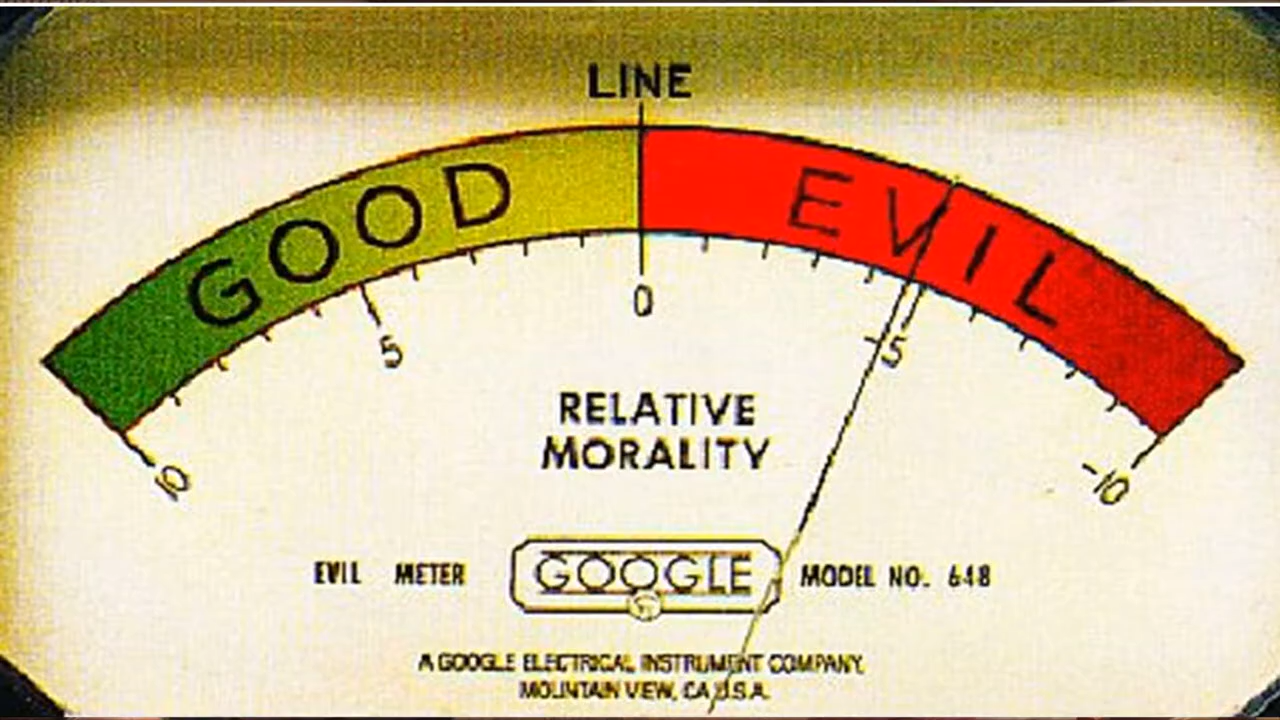 LINE
GOOD EVIL
10 5 0 -5 -10
RELATIVE
MORALITY
EVIL METER GOOGLE MODEL NO. 648
A GOOGLE ELECTRICAL INSTRUMENT COMPANY.
MOUNTAIN VIEW, CA U.S.A.